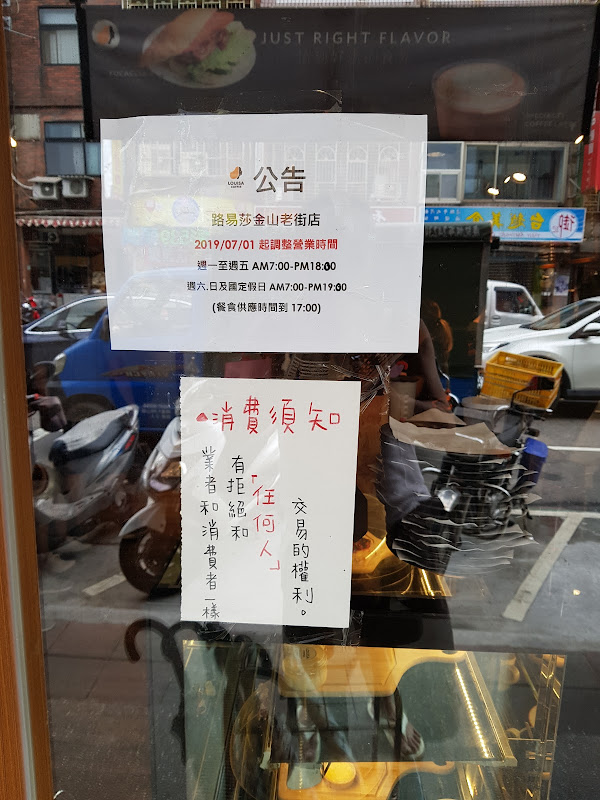 JUST RIGHT FLAVOR
LOUISA
COFFEE
公告
路易莎金山老街店
2019/07/01 起調整營業時間
週一至週五 AM7:00-PM18:00
週六.日及國定假日 AM7:00-PM19:00
(餐食供應時間到 17:00)
消費須知
業者和消費者一樣
有拒絕和
「任何人」
交易的權利。